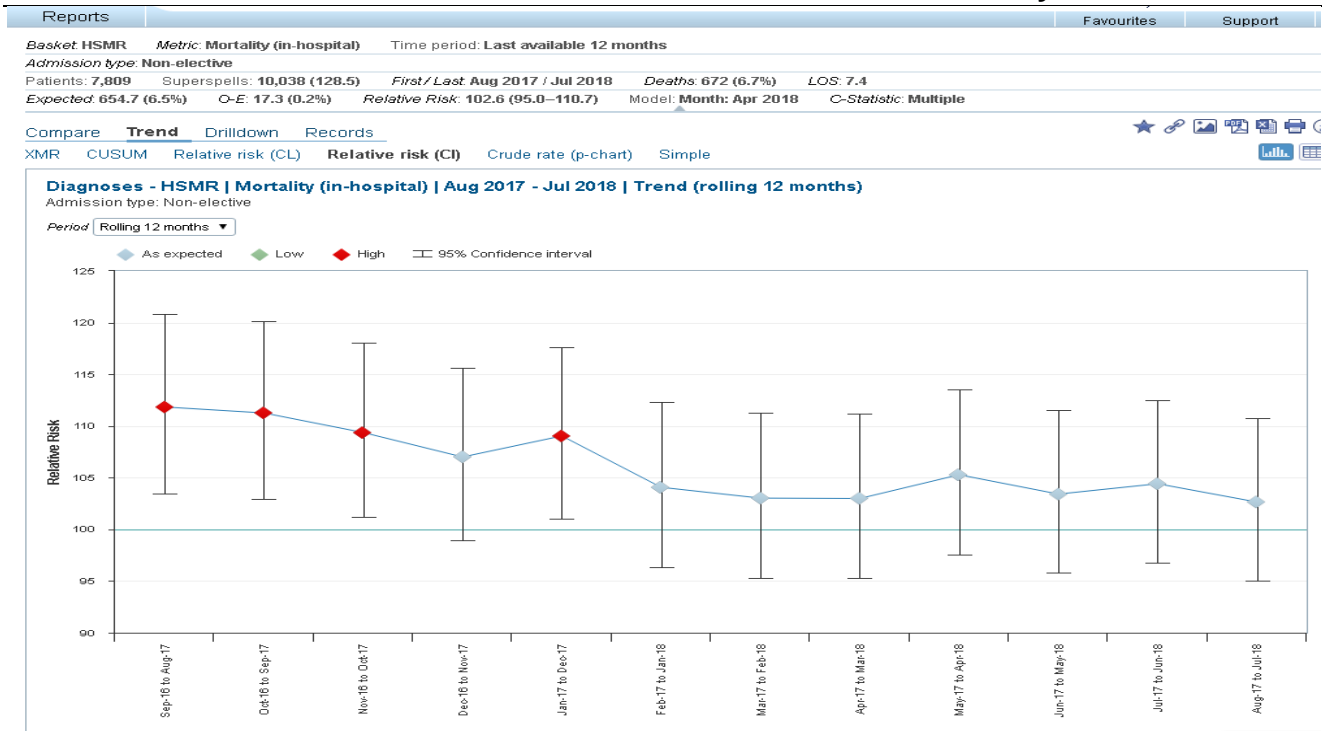 Reports
Favourites Support
Basket: HSMR Metric: Mortality (in-hospital) Time period: Last available 12 months
Admission type: Non-elective
Patients: 7,809 Superspells: 10,038 (128.5) First / Last: Aug 2017 / Jul 2018 Deaths: 672 (6.7%) LOS: 7.4
Expected: 654.7 (6.5%) O-E: 17.3 (0.2%) Relative Risk: 102.6 (95.0–110.7) Model: Month: Apr 2018 C-Statistic: Multiple
Compare Trend Drilldown Records
XMR CUSUM Relative risk (CL) Relative risk (CI) Crude rate (p-chart) Simple
Diagnoses - HSMR | Mortality (in-hospital) | Aug 2017 - Jul 2018 | Trend (rolling 12 months)
Admission type: Non-elective
Period Rolling 12 months
As expected Low High 95% Confidence interval
125
120
115
110
105
100
95
90
Relative Risk
Sep-16 to Aug-17
Oct-16 to Sep-17
Nov-16 to Oct-17
Dec-16 to Nov-17
Jan-17 to Dec-17
Feb-17 to Jan-18
Mar-17 to Feb-18
Apr-17 to Mar-18
May-17 to Apr-18
Jun-17 to May-18
Jul-17 to Jun-18
Aug-17 to Jul-18